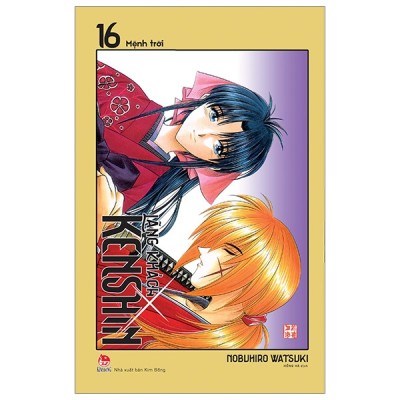 16 Mệnh trời
LÃNG KHÁCH
KENSHIN
NOBUHIRO WATSUKI
Nhà xuất bản Kim Đồng